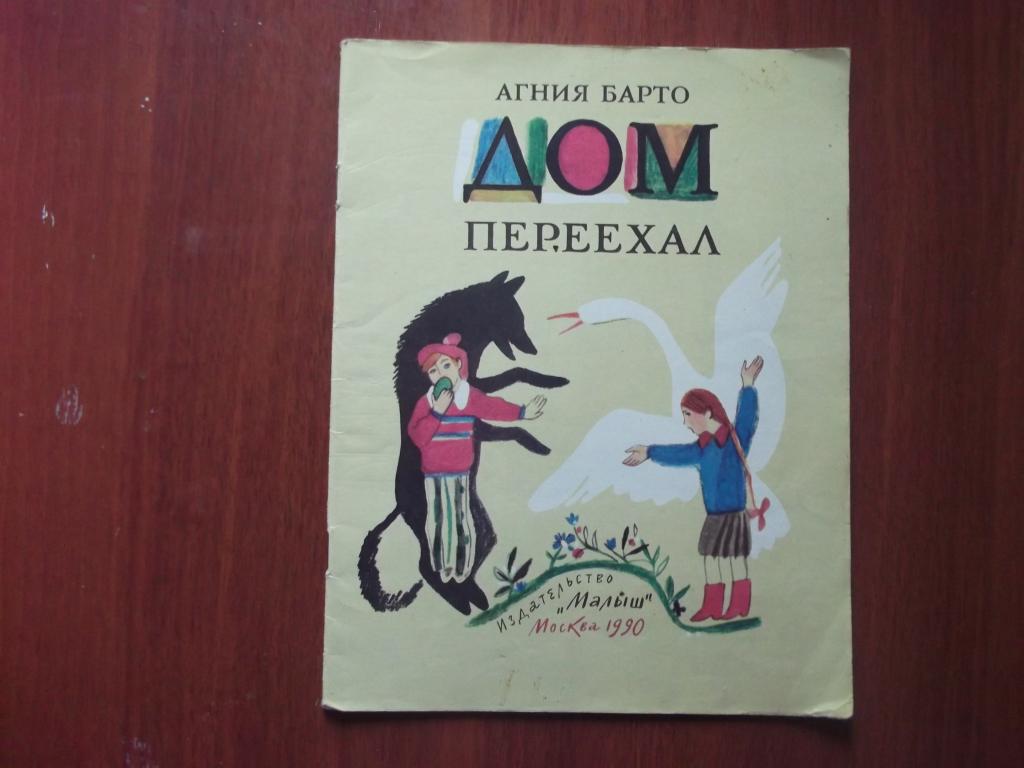 АГНИЯ БАРТО
ДОМ
ПЕРЕЕХАЛ
ИЗДАТЕЛЬСТВО
„Малыш"
Москва 1990